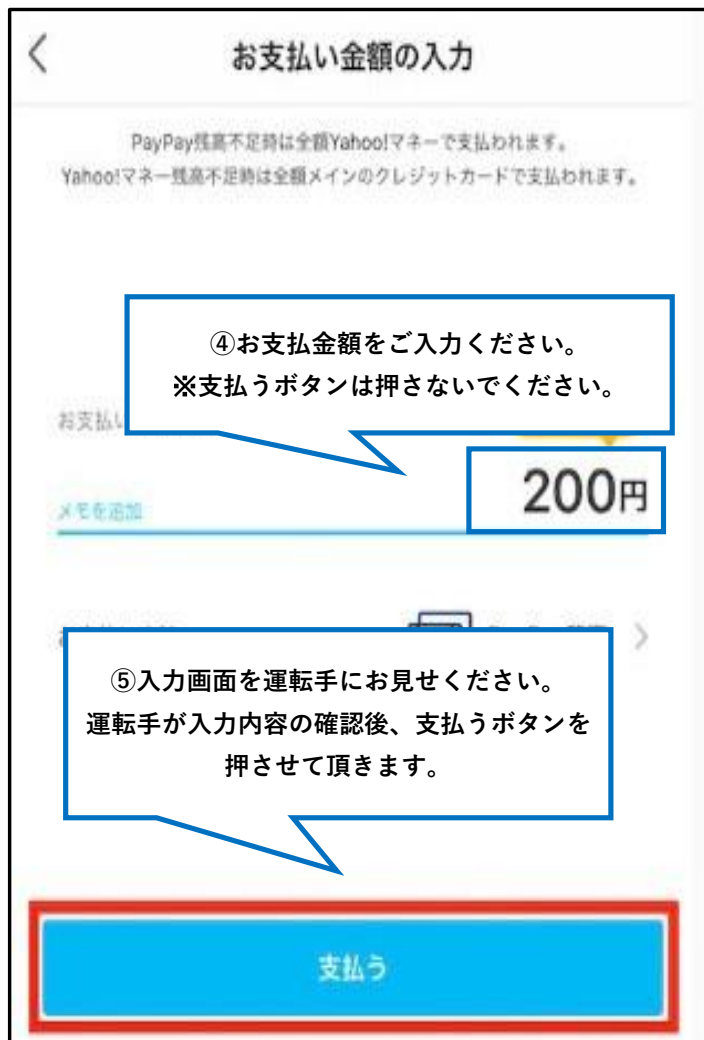 お支払い金額の入力
PayPay残高不足時は全額Yahoo!マネーで支払われます。
Yahoo!マネー残高不足時は全額メインのクレジットカードで支払われます。
④お支払金額をご入力ください。
※支払うボタンは押さないでください。
お支払い
200円
メモを追加
⑤入力画面を運転手にお見せください。
運転手が入力内容の確認後、支払うボタンを
押させて頂きます。
支払う